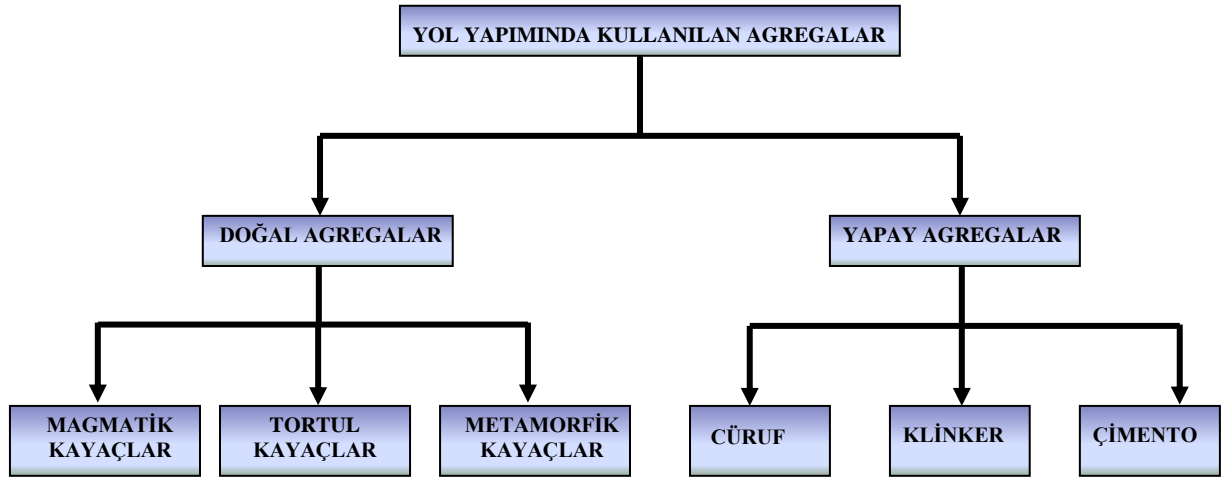 YOL YAPIMINDA KULLANILAN AGREGALAR
DOĞAL AGREGALAR
YAPAY AGREGALAR
MAGMATİK
KAYAÇLAR
TORTUL
KAYAÇLAR
METAMORFİK
KAYAÇLAR
CÜRUF
KLİNKER
ÇİMENTO